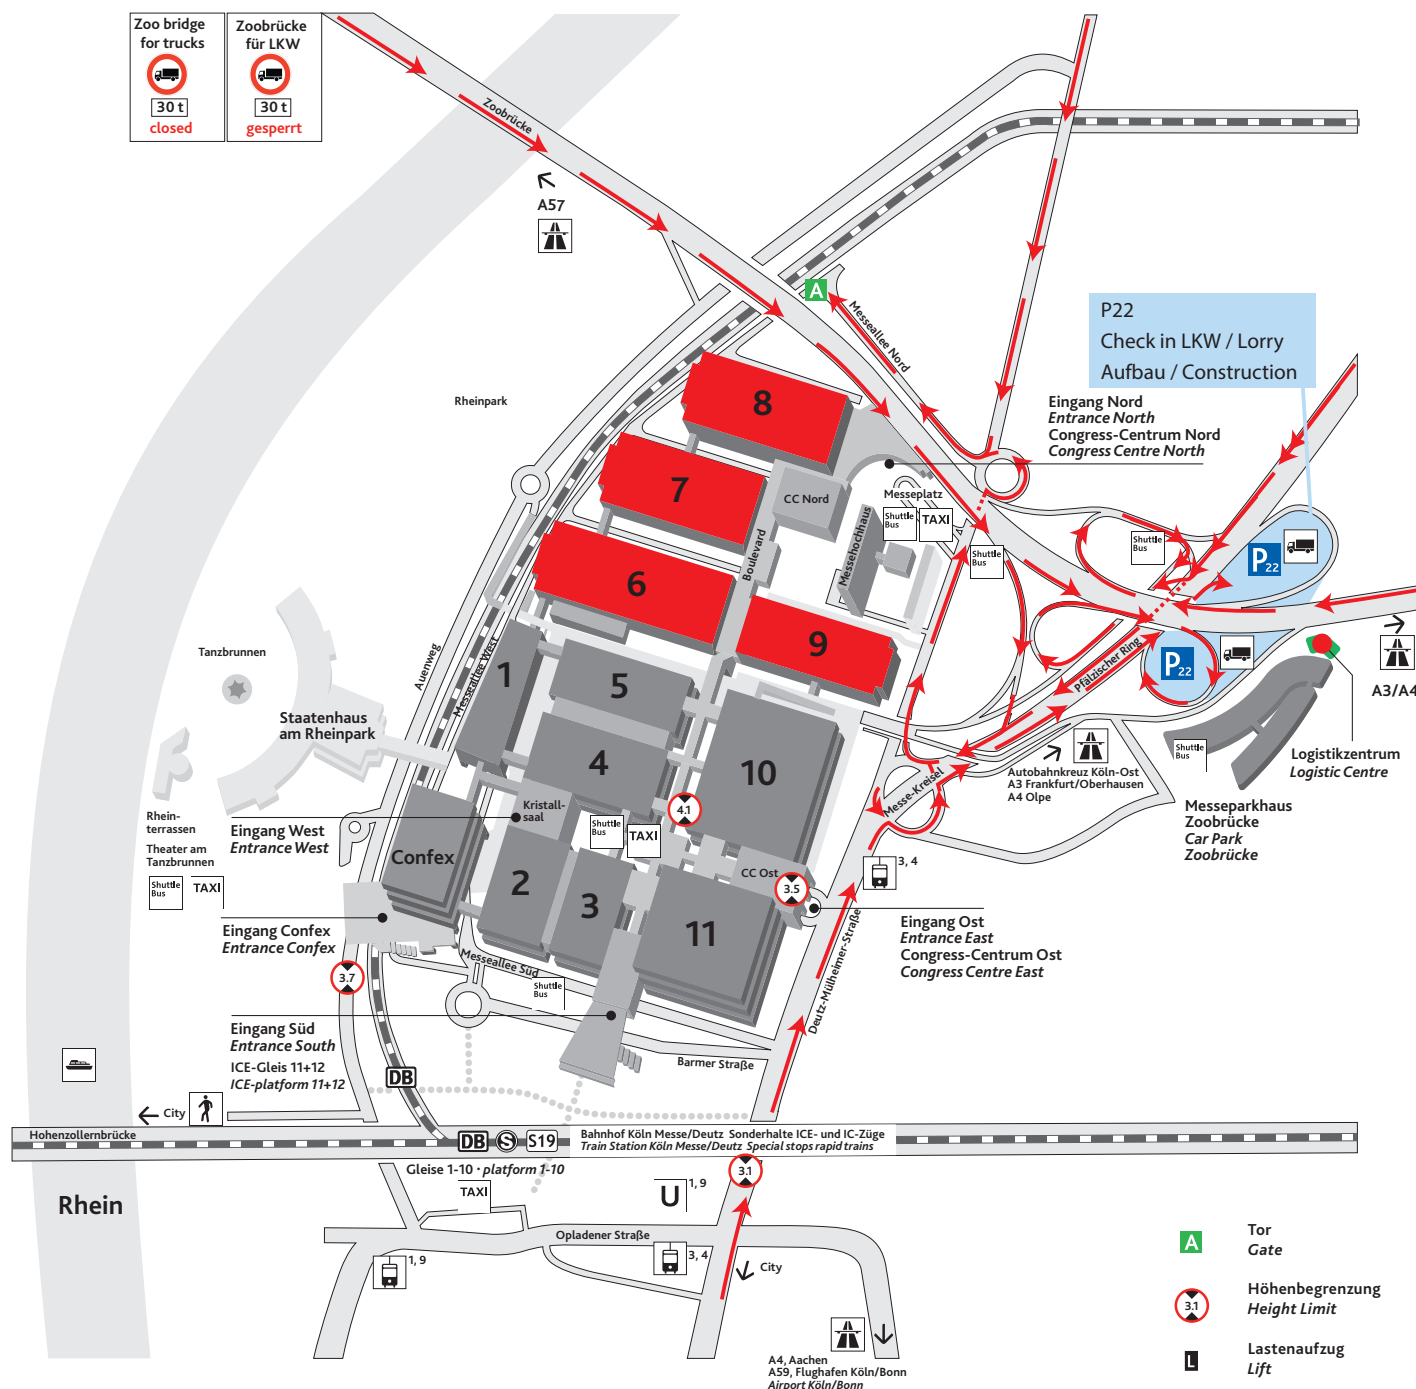 Zoo bridge
for trucks
30 t
closed
Zoobrücke
für LKW
30 t
gesperrt
Zoobrücke
A57
A
Messeallee Nord
P22
Check in LKW / Lorry
Aufbau / Construction
Rheinpark
Eingang Nord
Entrance North
Congress-Centrum Nord
Congress Centre North
8
7
CC Nord
Messeplatz
Shuttle
Bus
TAXI
Messehochhaus
Boulevard
Shuttle
Bus
Shuttle
Bus
P22
6
9
P22
Pfälzischer Ring
A3/A4
Tanzbrunnen
Auenweg
Messeallee West
1
5
Staatenhaus
am Rheinpark
4
10
Shuttle
Bus
Logistikzentrum
Logistic Centre
Autobahnkreuz Köln-Ost
A3 Frankfurt/Oberhausen
A4 Olpe
Messe-Kreisel
Messeparkhaus
Zoobrücke
Car Park
Zoobrücke
Rhein-
terrassen
Theater am
Tanzbrunnen
Shuttle
Bus
TAXI
Eingang West
Entrance West
Kristall-
saal
4.1
Shuttle
Bus
TAXI
Confex
2
3
CC Ost
3.5
3, 4
11
Eingang Confex
Entrance Confex
Eingang Ost
Entrance East
Congress-Centrum Ost
Congress Centre East
Deutz-Mülheimer-Straße
3.7
Messeallee Süd
Shuttle
Bus
Eingang Süd
Entrance South
ICE-Gleis 11+12
ICE-platform 11+12
Barmer Straße
DB
City
Hohenzollernbrücke
DB
S
S19
Bahnhof Köln Messe/Deutz Sonderhalte ICE- und IC-Züge
Train Station Köln Messe/Deutz Special stops rapid trains
Gleise 1-10 • platform 1-10
3.1
TAXI
U
1, 9
Rhein
Opladener Straße
1, 9
3, 4
City
A4, Aachen
A59, Flughafen Köln/Bonn
Airport Köln/Bonn
A
Tor
Gate
3.1
Höhenbegrenzung
Height Limit
L
Lastenaufzug
Lift